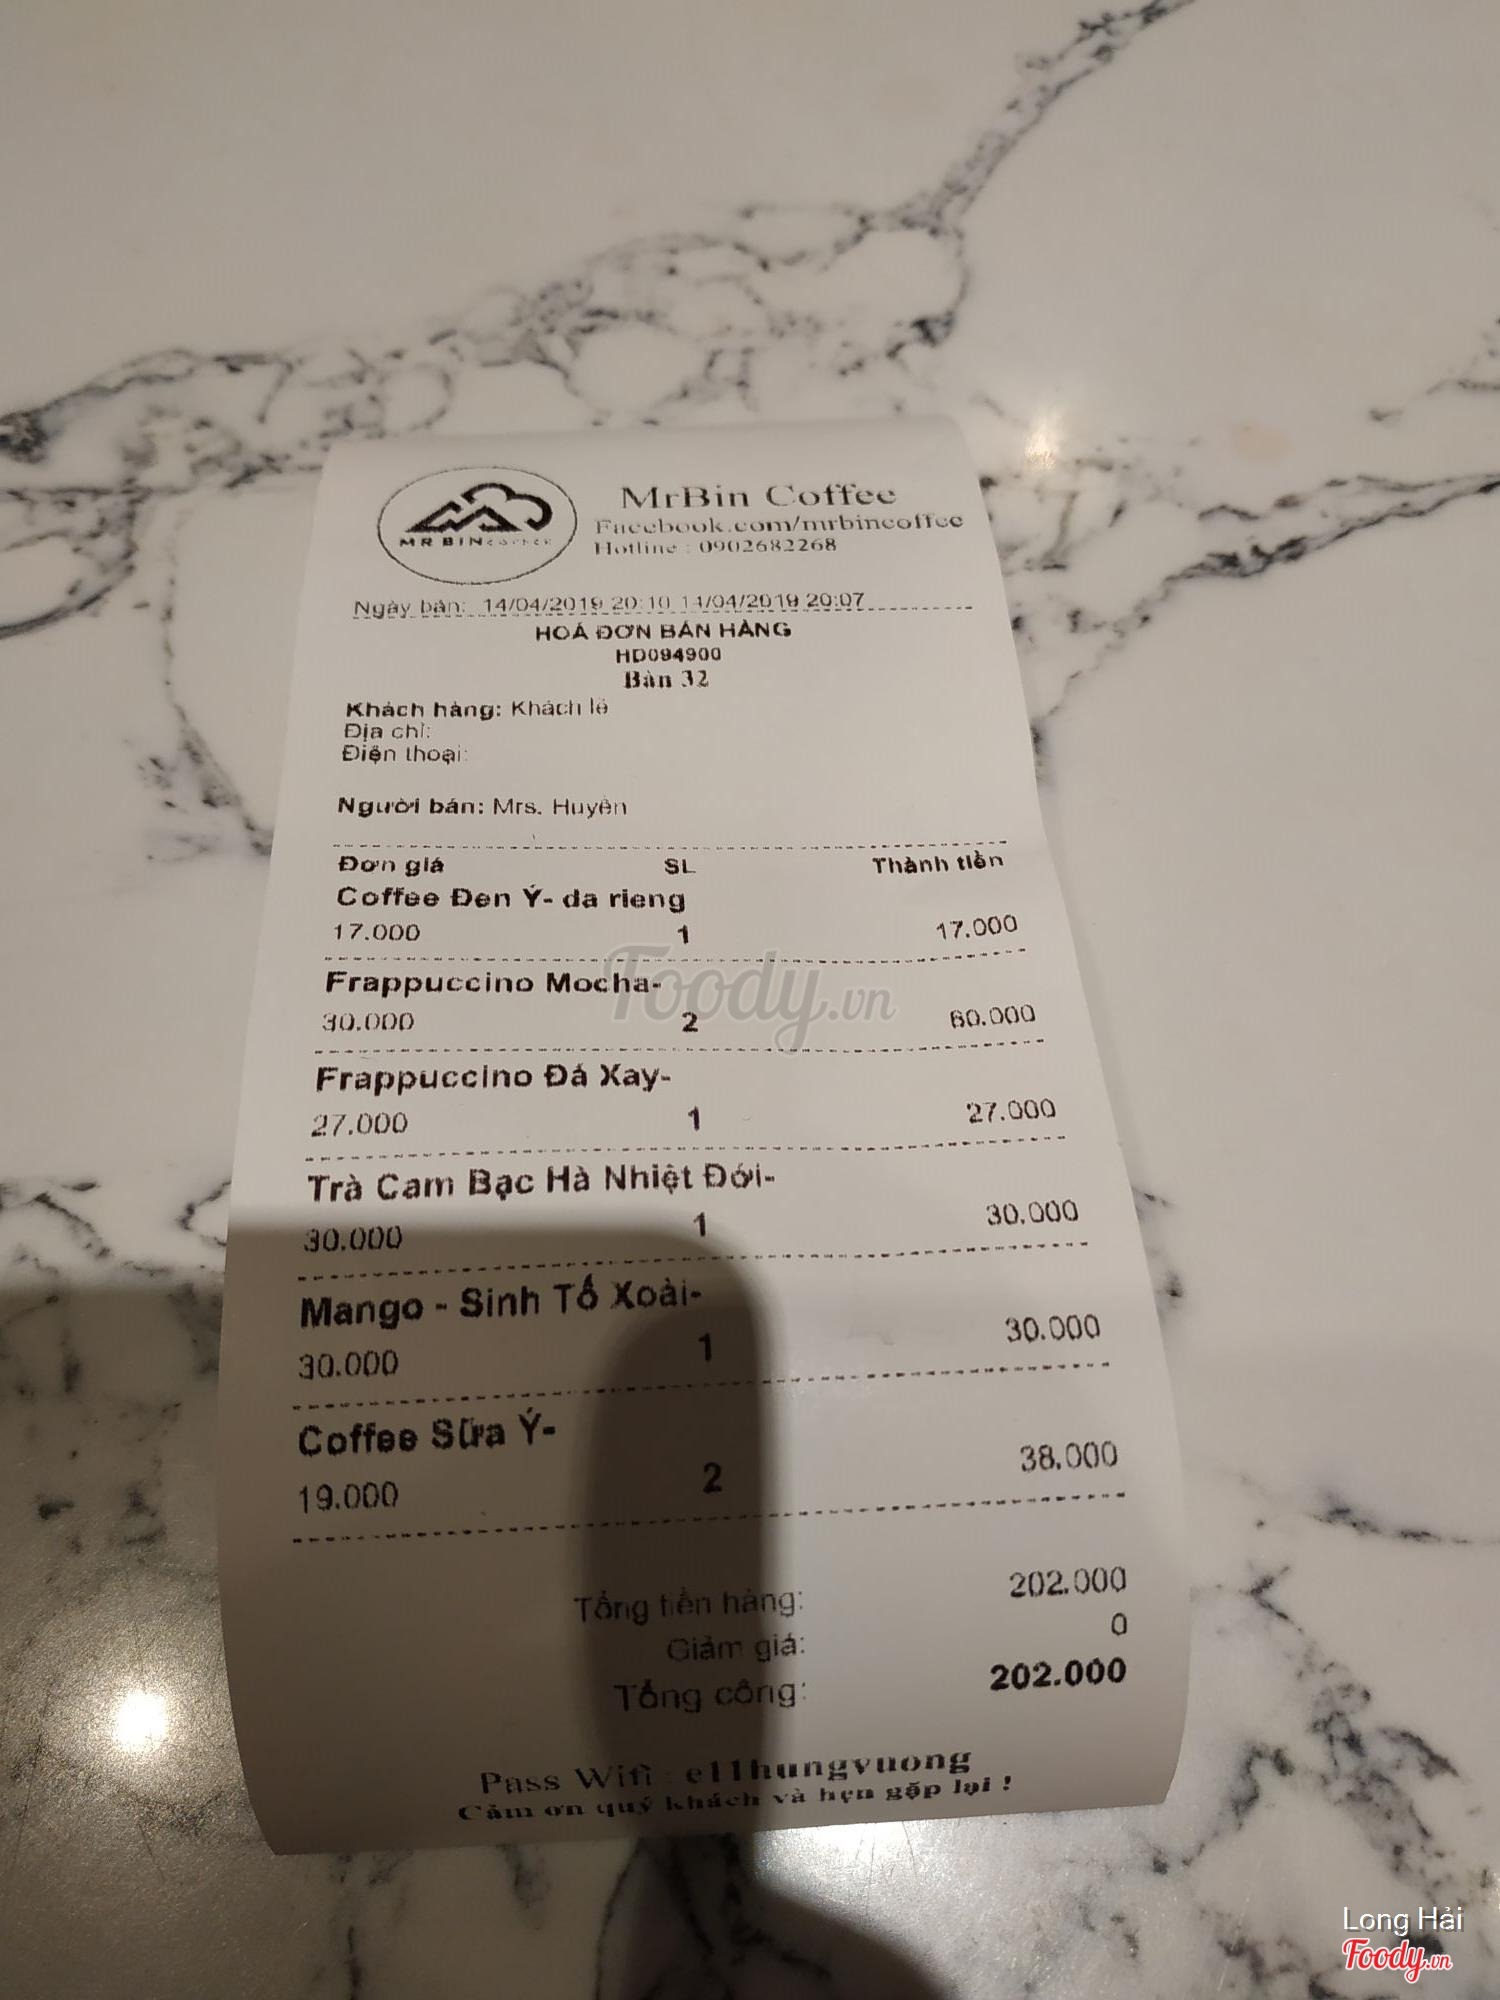 MR BIN COFFEE
MrBin Coffee
Facebook.com/mrbincoffee
Hotline : 0902682268
Ngày bán: 14/04/2019 20:10 14/04/2019 20:07
HOÁ ĐƠN BÁN HÀNG
HD094900
Bàn 32
Khách hàng: Khách lẻ
Địa chỉ:
Điện thoại:
Người bán: Mrs. Huyền
Đơn giá SL Thành tiền
Coffee Đen Ý- da rieng
17.000 1 17.000
Frappuccino Mocha-
30.000 2 60.000
Frappuccino Đá Xay-
27.000 1 27.000
Trà Cam Bạc Hà Nhiệt Đới-
30.000 1 30.000
Mango - Sinh Tố Xoài-
30.000 1 30.000
Coffee Sữa Ý-
19.000 2 38.000
Tổng tiền hàng: 202.000
Giảm giá: 0
Tổng cộng: 202.000
Pass Wifi : e11hungvuong
Cảm ơn quý khách và hẹn gặp lại !
Foody.vn
Long Hải
Foody.vn